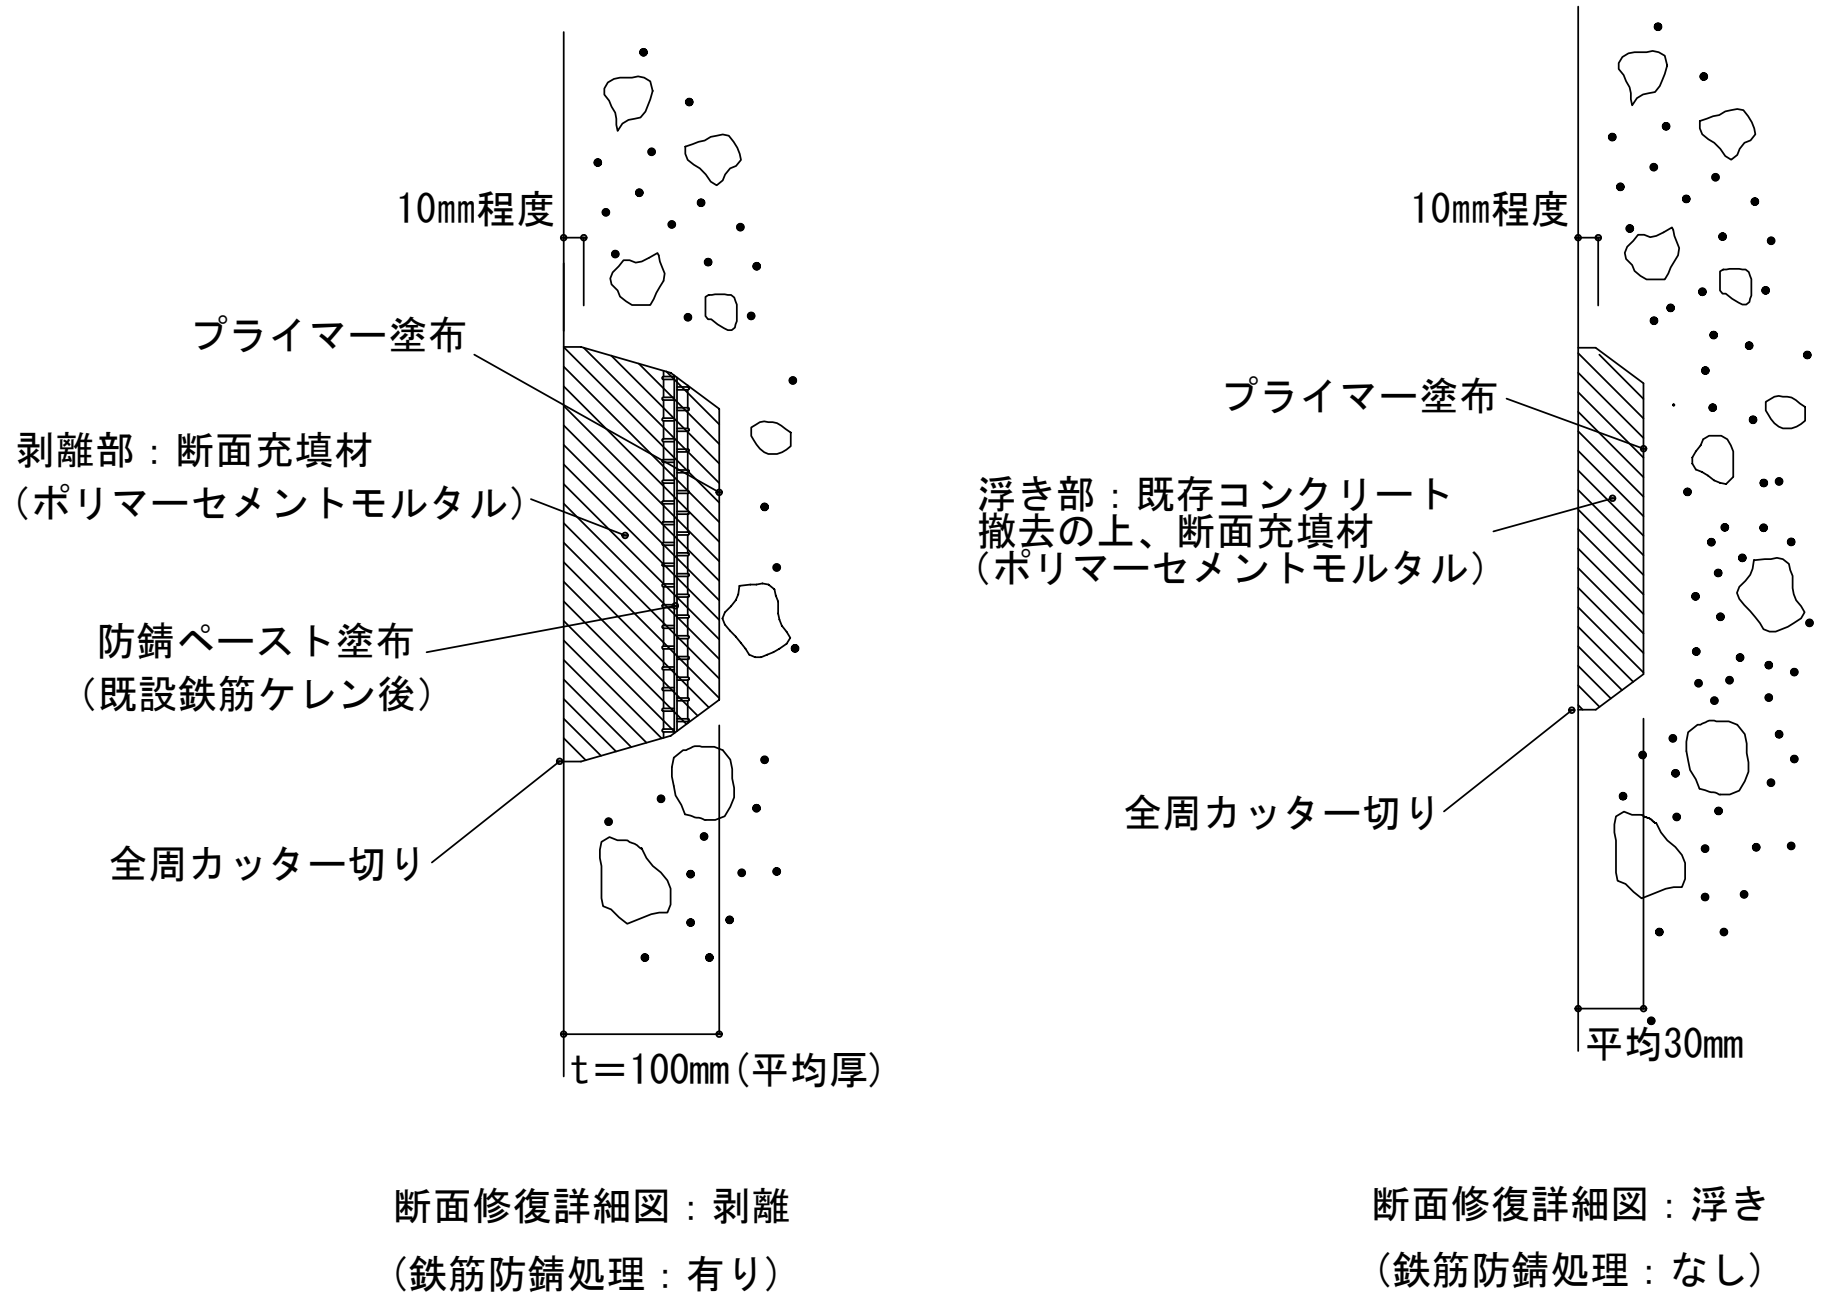 10mm程度
プライマー塗布
剥離部：断面充填材
(ポリマーセメントモルタル)
防錆ペースト塗布
(既設鉄筋ケレン後)
全周カッター切り
t＝100mm(平均厚)
断面修復詳細図：剥離
(鉄筋防錆処理：有り)
10mm程度
プライマー塗布
浮き部：既存コンクリート
撤去の上、断面充填材
(ポリマーセメントモルタル)
全周カッター切り
平均30mm
断面修復詳細図：浮き
(鉄筋防錆処理：なし)